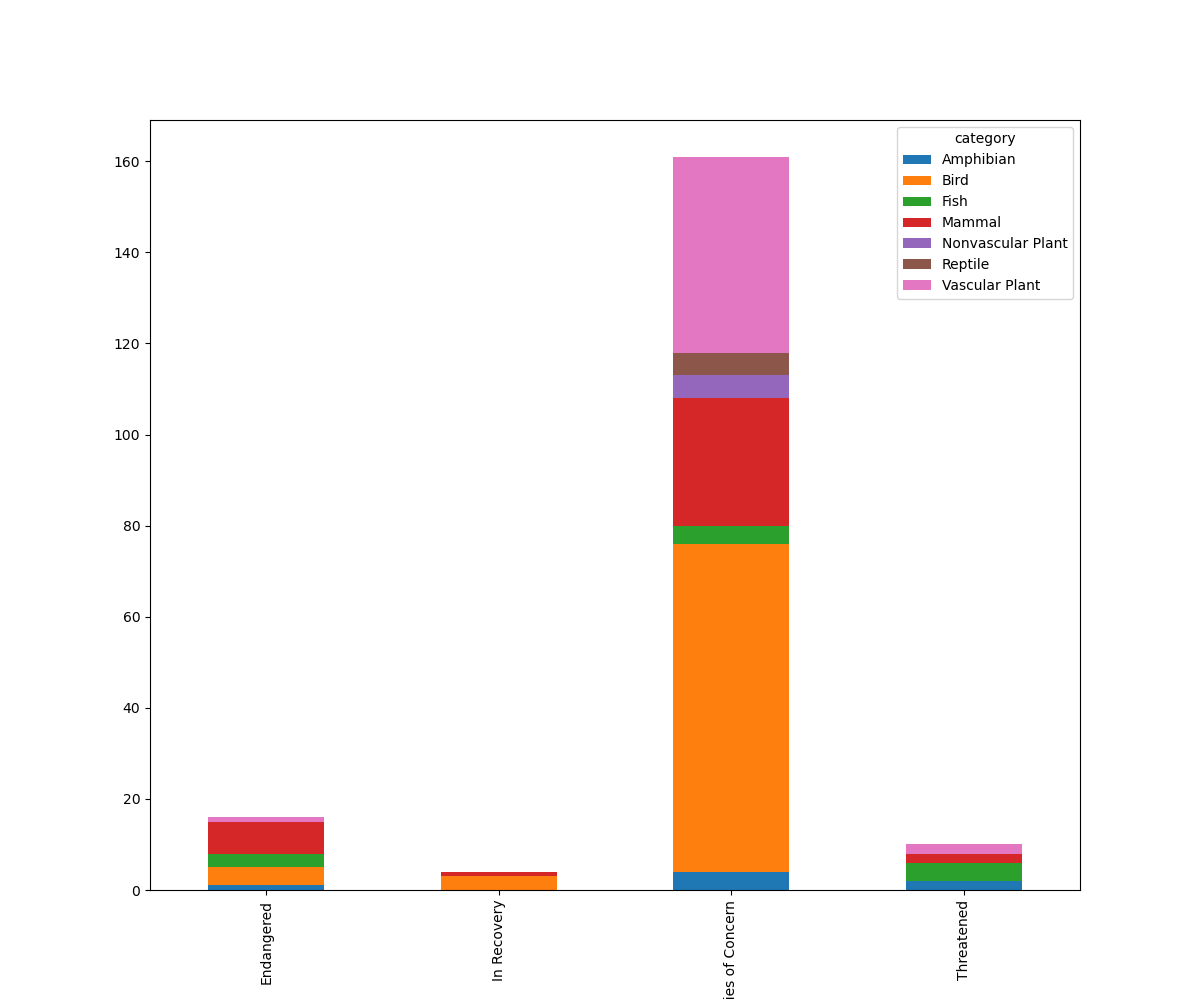 category
Amphibian
Bird
Fish
Mammal
Nonvascular Plant
Reptile
Vascular Plant
160
140
120
100
80
60
40
20
0
Endangered
In Recovery
ies of Concern
Threatened